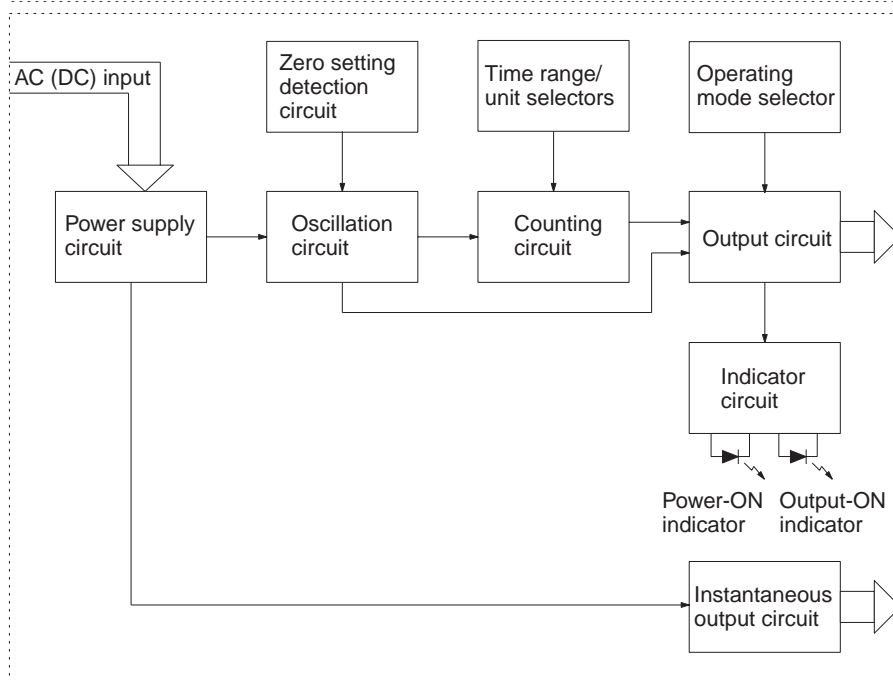 AC (DC) input
Zero setting
detection
circuit
Time range/
unit selectors
Operating
mode selector
Power supply
circuit
Oscillation
circuit
Counting
circuit
Output circuit
Indicator
circuit
Power-ON
indicator
Output-ON
indicator
Instantaneous
output circuit